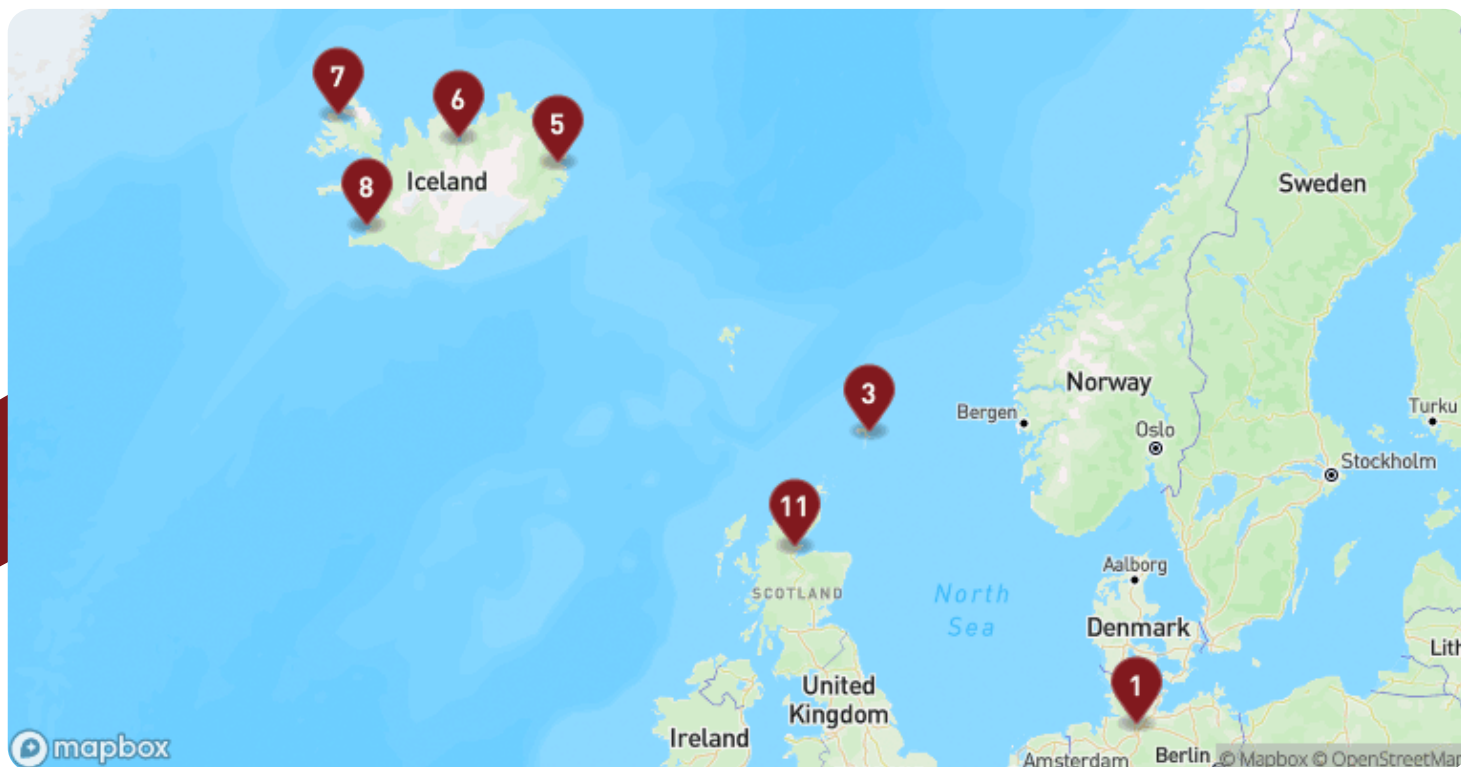 7
6
5
8
Iceland
Sweden
3
Norway
Bergen
Oslo
Turku
Stockholm
11
Aalborg
SCOTLAND
North
Sea
Denmark
Lith
1
United
Kingdom
Ireland
mapbox
Amsterdam
Berlin
© Mapbox © OpenStreetMap